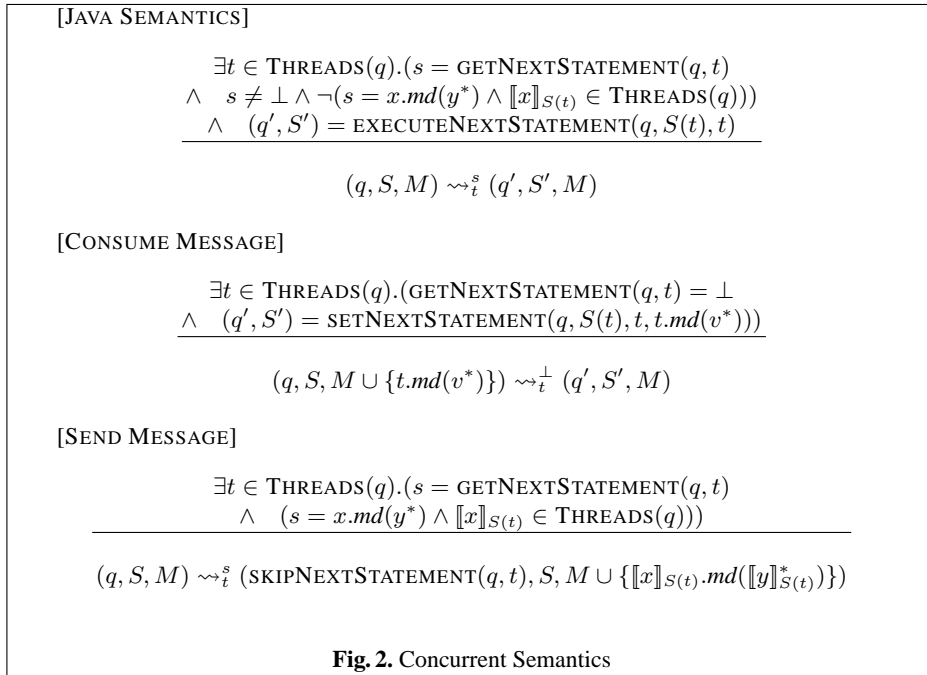 [JAVA SEMANTICS]
∃t ∈ THREADS(q).(s = GETNEXTSTATEMENT(q, t)
∧ s ≠ ⊥ ∧ ¬(s = x.md(y*) ∧ ⟦x⟧S(t) ∈ THREADS(q)))
∧ (q′, S′) = EXECUTENEXTSTATEMENT(q, S(t), t)
(q, S, M) ⇝ₜˢ (q′, S′, M)
[CONSUME MESSAGE]
∃t ∈ THREADS(q).(GETNEXTSTATEMENT(q, t) = ⊥
∧ (q′, S′) = SETNEXTSTATEMENT(q, S(t), t, t.md(v*)))
(q, S, M ∪ {t.md(v*)}) ⇝ₜ^⊥ (q′, S′, M)
[SEND MESSAGE]
∃t ∈ THREADS(q).(s = GETNEXTSTATEMENT(q, t)
∧ (s = x.md(y*) ∧ ⟦x⟧S(t) ∈ THREADS(q)))
(q, S, M) ⇝ₜˢ (SKIPNEXTSTATEMENT(q, t), S, M ∪ {⟦x⟧S(t).md(⟦y⟧*S(t))})
Fig. 2. Concurrent Semantics